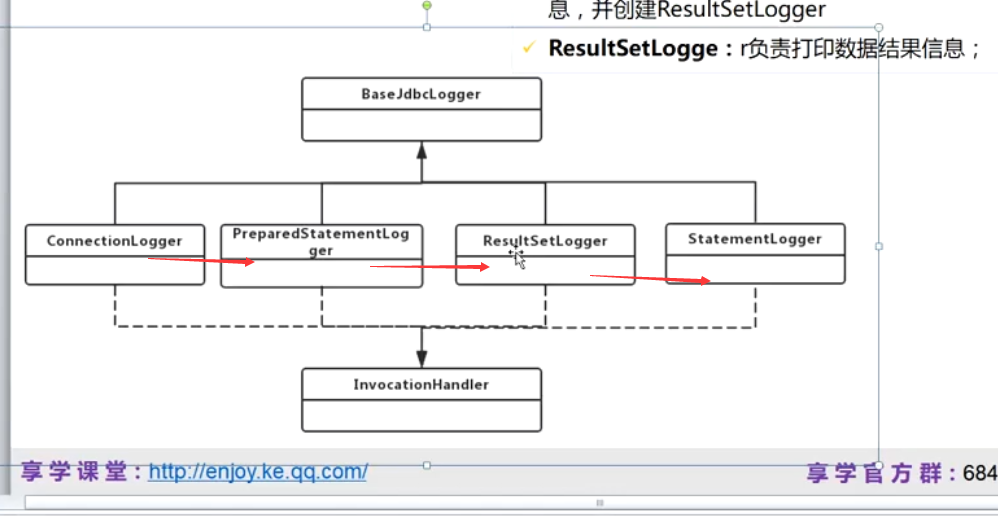 息，并创建ResultSetLogger
✓ ResultSetLogge：r负责打印数据结果信息；
BaseJdbcLogger
ConnectionLogger
PreparedStatementLog
ger
ResultSetLogger
StatementLogger
InvocationHandler
享学课堂：http://enjoy.ke.qq.com/
享学官方群：684